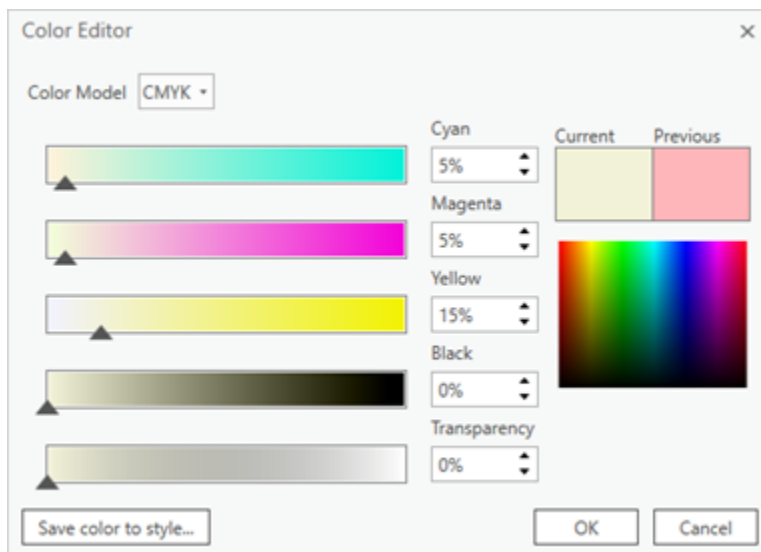 Color Editor
Color Model CMYK
Cyan
5%
Magenta
5%
Yellow
15%
Black
0%
Transparency
0%
Current Previous
Save color to style...
OK Cancel